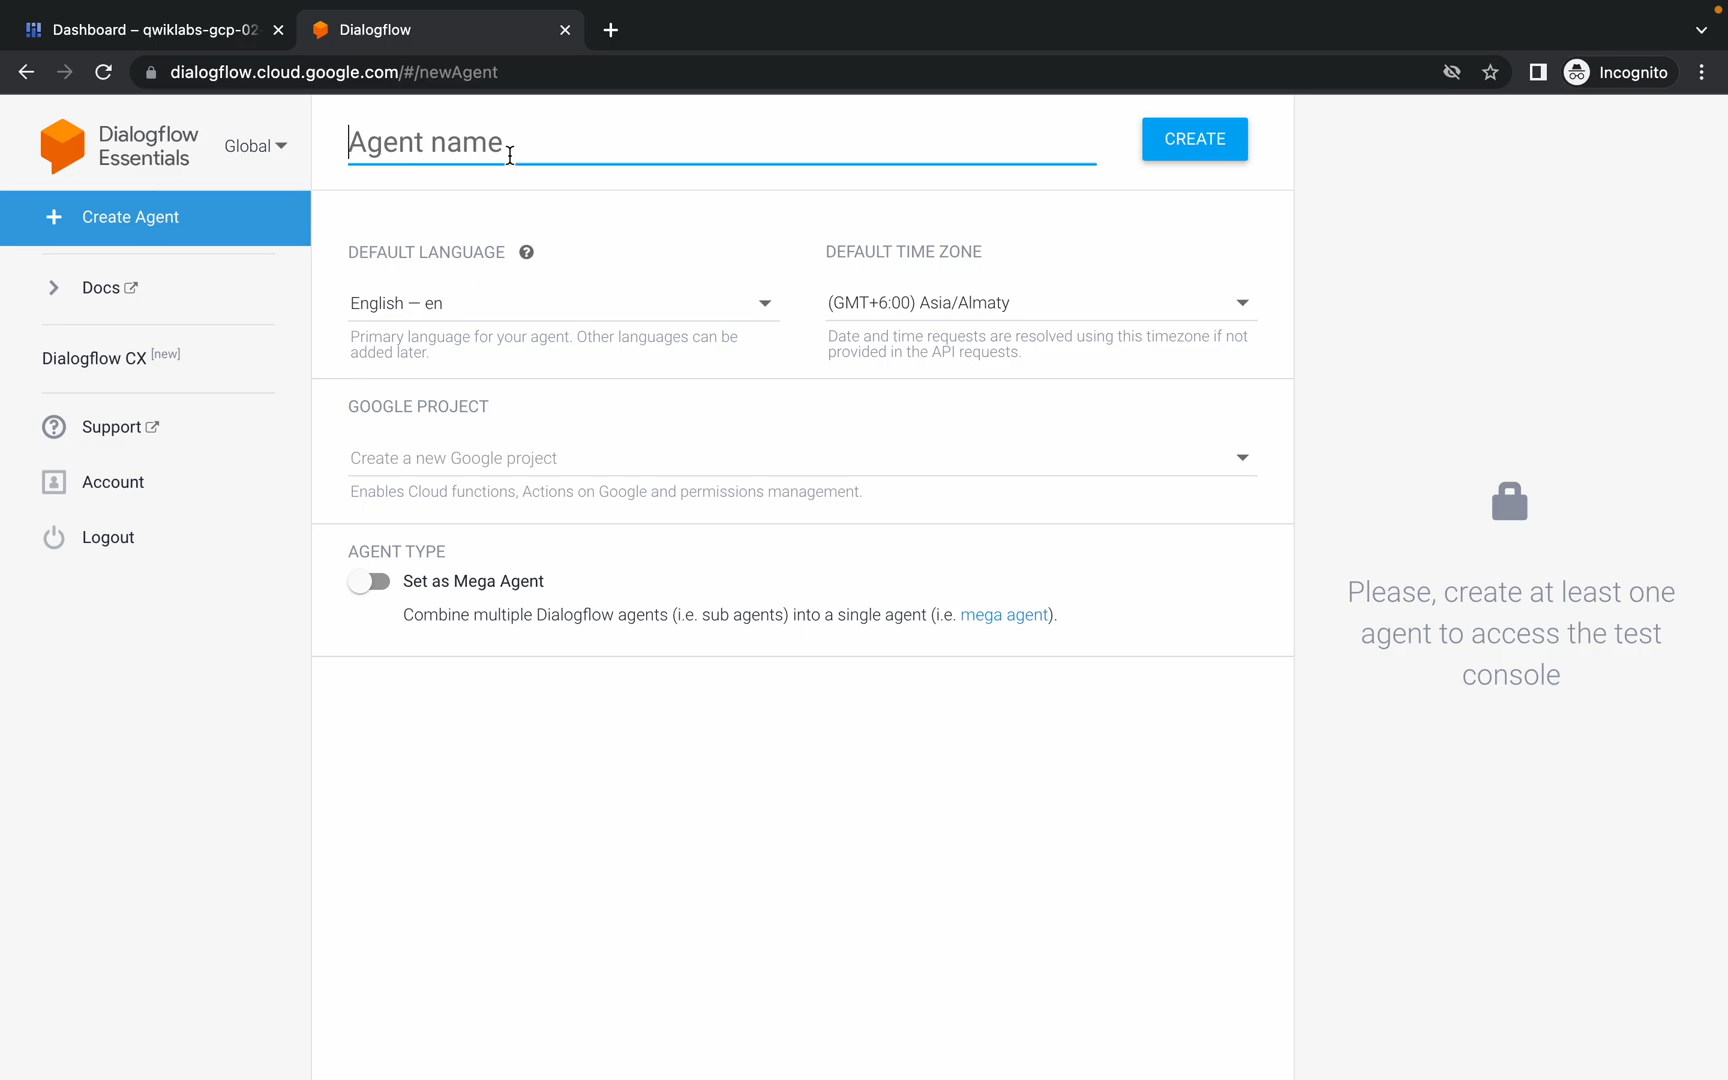 Dashboard – qwiklabs-gcp-02
Dialogflow
dialogflow.cloud.google.com/#/newAgent
Incognito
Dialogflow
Essentials
Global
Agent name
CREATE
Create Agent
Docs
Dialogflow CX [new]
Support
Account
Logout
DEFAULT LANGUAGE
DEFAULT TIME ZONE
English — en
(GMT+6:00) Asia/Almaty
Primary language for your agent. Other languages can be
added later.
Date and time requests are resolved using this timezone if not
provided in the API requests.
GOOGLE PROJECT
Create a new Google project
Enables Cloud functions, Actions on Google and permissions management.
AGENT TYPE
Set as Mega Agent
Combine multiple Dialogflow agents (i.e. sub agents) into a single agent (i.e. mega agent).
Please, create at least one
agent to access the test
console